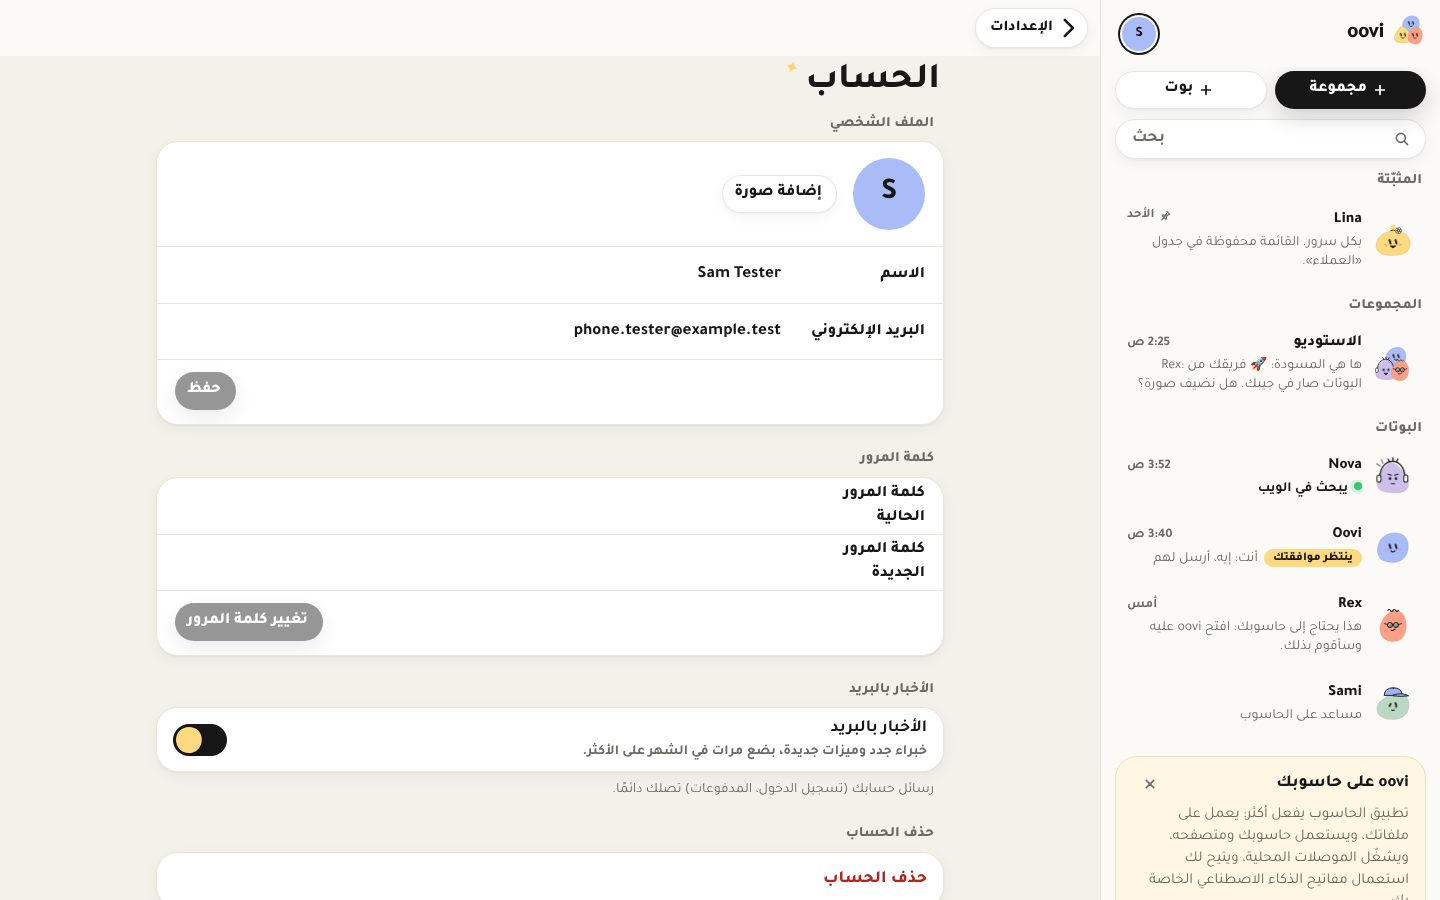 oovi
S
مجموعة
بوت
بحث
المثبّتة
Lina
الأحد
بكل سرور. القائمة محفوظة في جدول
«العملاء».
المجموعات
الاستوديو
2:25 ص
ها هي المسودة: 🚀 فريقك من :Rex
البوتات صار في جيبك. هل نضيف صورة؟
البوتات
Nova
3:52 ص
يبحث في الويب
Oovi
3:40 ص
ينتظر موافقتك
أنت: إيه، أرسل لهم
Rex
أمس
هذا يحتاج إلى حاسوبك: افتح oovi عليه
وسأقوم بذلك.
Sami
مساعد على الحاسوب
oovi على حاسوبك
تطبيق الحاسوب يفعل أكثر: يعمل على
ملفاتك، ويستعمل حاسوبك ومتصفحه،
ويشغّل الموصلات المحلية، ويتيح لك
استعمال مفاتيح الذكاء الاصطناعي الخاصة
بك.
الإعدادات
الحساب
الملف الشخصي
S
إضافة صورة
الاسم
Sam Tester
البريد الإلكتروني
phone.tester@example.test
حفظ
كلمة المرور
كلمة المرور
الحالية
كلمة المرور
الجديدة
تغيير كلمة المرور
الأخبار بالبريد
الأخبار بالبريد
خبراء جدد وميزات جديدة، بضع مرات في الشهر على الأكثر.
رسائل حسابك (تسجيل الدخول، المدفوعات) تصلك دائمًا.
حذف الحساب
حذف الحساب